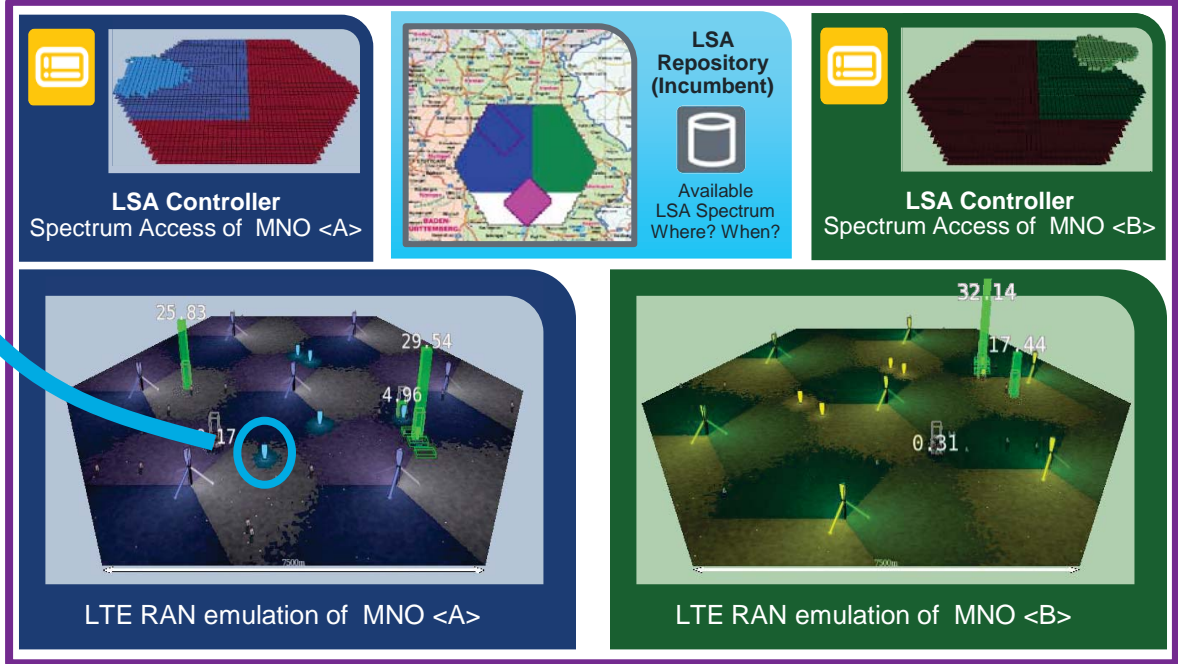 LSA Controller
Spectrum Access of MNO <A>
LSA
Repository
(Incumbent)
Available
LSA Spectrum
Where? When?
LSA Controller
Spectrum Access of MNO <B>
25.83
29.54
4.96
7500m
LTE RAN emulation of MNO <A>
32.14
17.44
0.31
7500m
LTE RAN emulation of MNO <B>